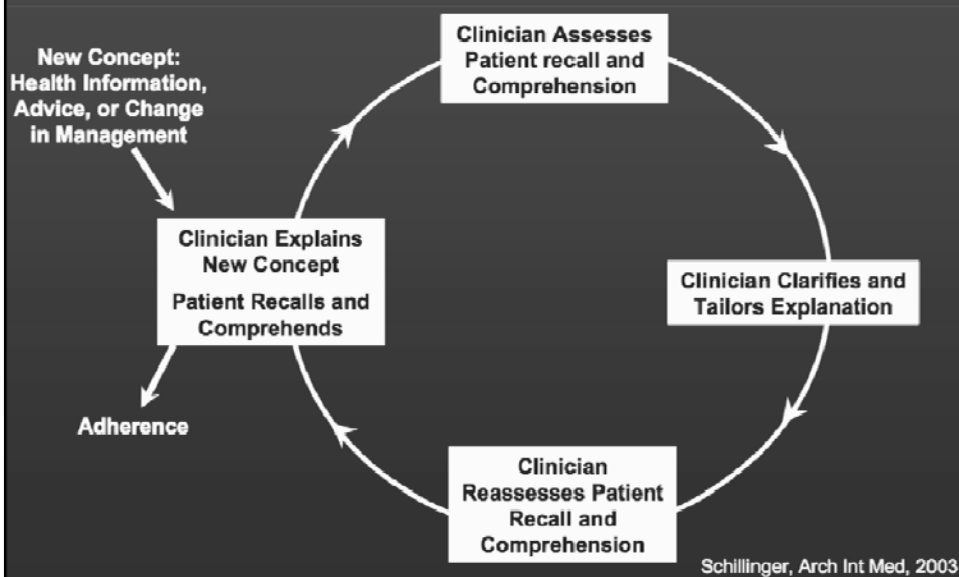 New Concept:
Health Information,
Advice, or Change
in Management
Clinician Assesses
Patient recall and
Comprehension
Clinician Explains
New Concept
Patient Recalls and
Comprehends
Clinician Clarifies and
Tailors Explanation
Adherence
Clinician
Reassesses Patient
Recall and
Comprehension
Schillinger, Arch Int Med, 2003